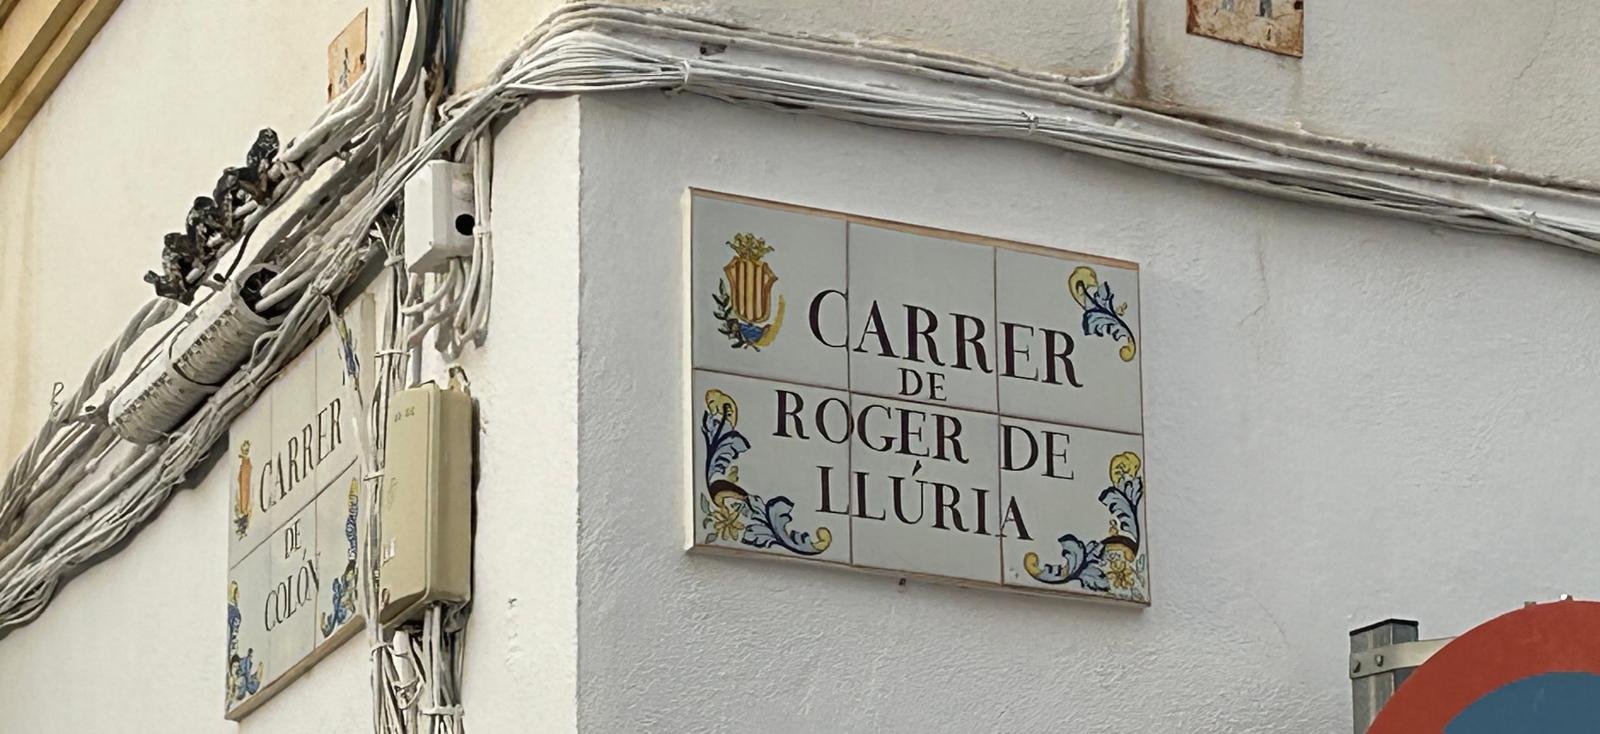 CARRER
DE
COLÓN
CARRER
DE
ROGER DE
LLÚRIA